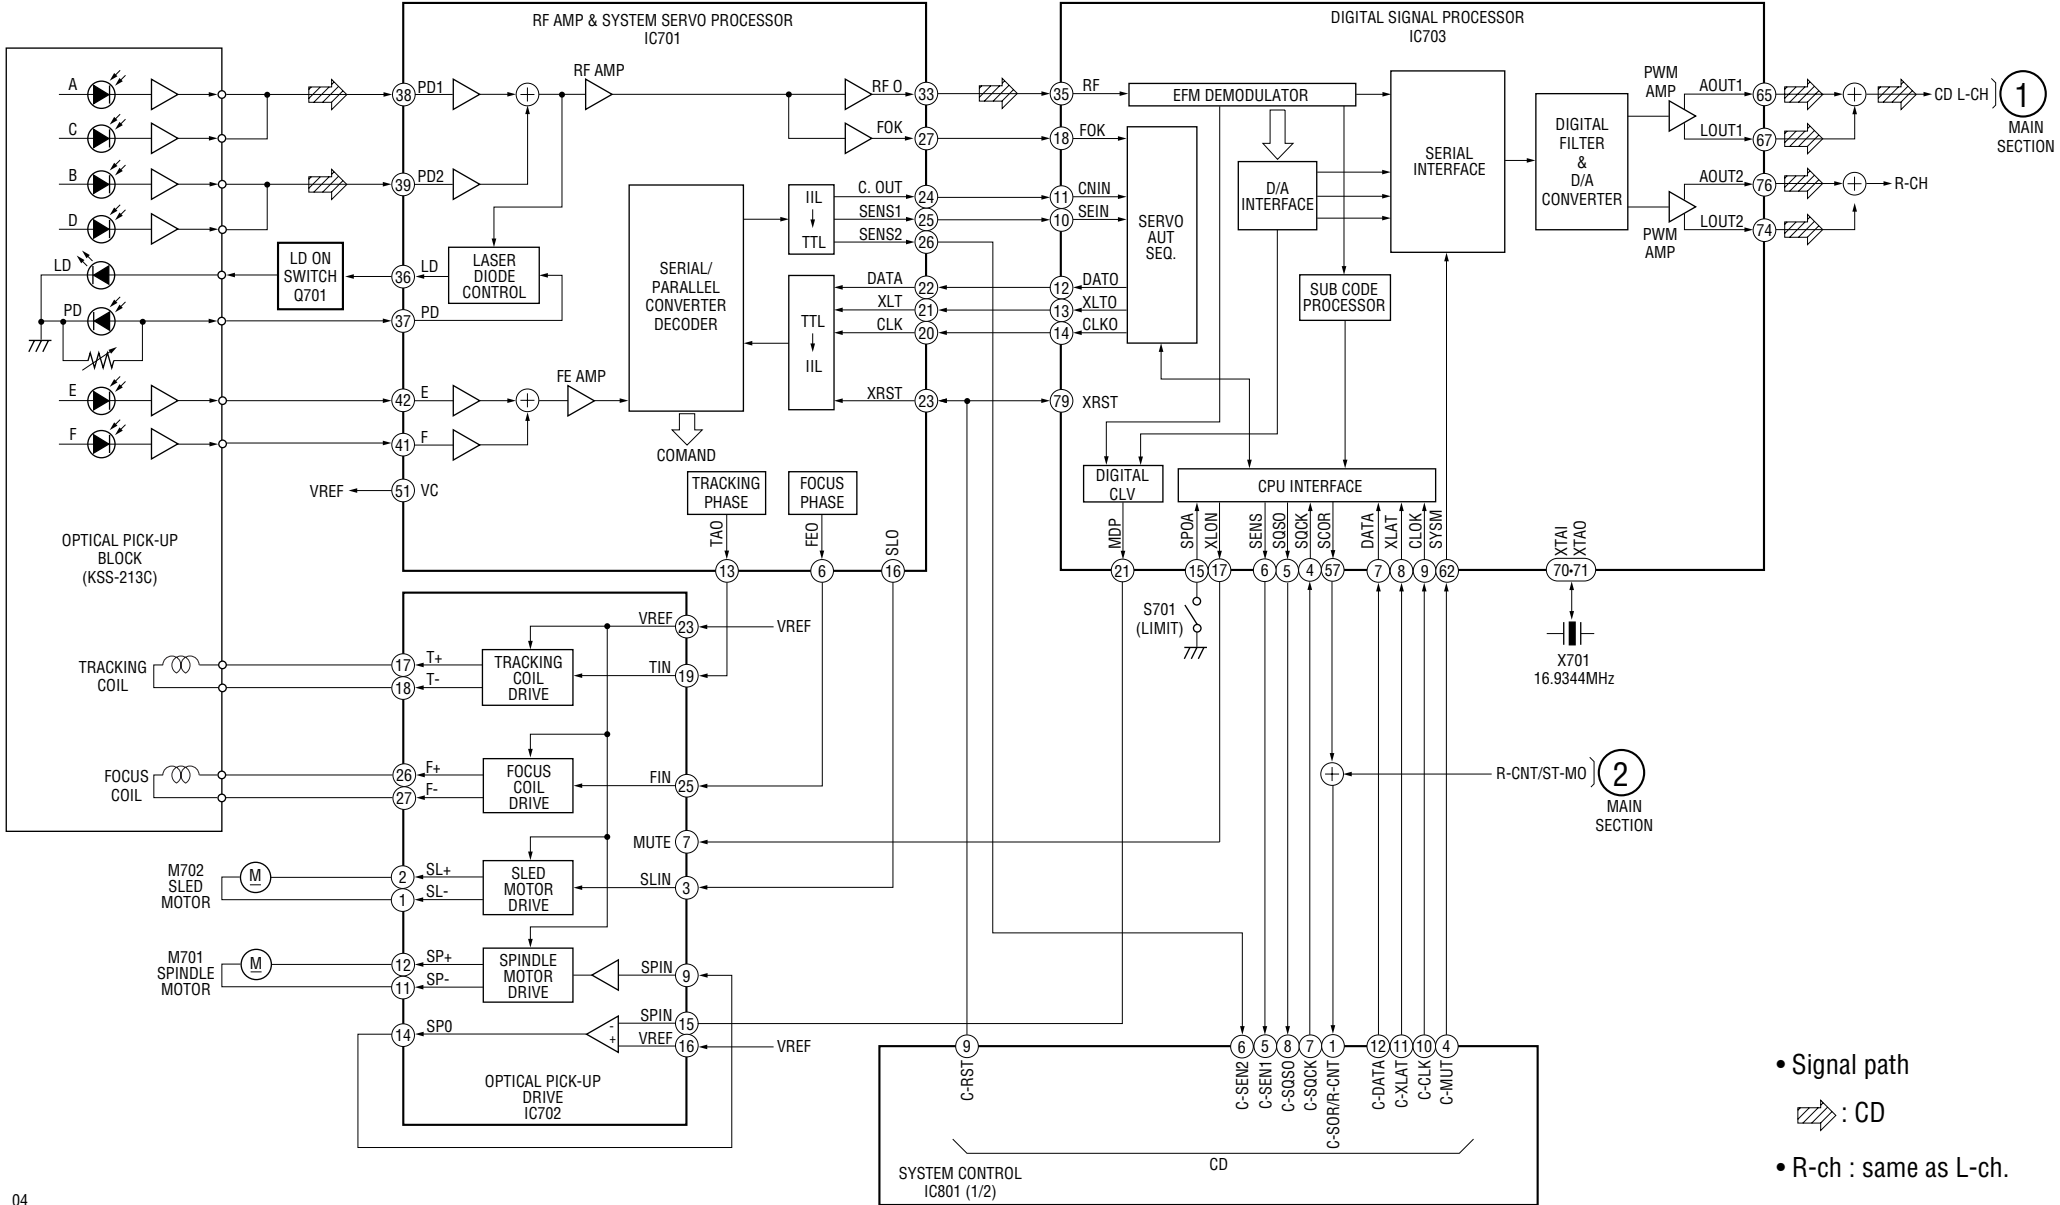 RF AMP & SYSTEM SERVO PROCESSOR
IC701
DIGITAL SIGNAL PROCESSOR
IC703
A
C
B
D
LD
PD
E
F
OPTICAL PICK-UP
BLOCK
(KSS-213C)
LD ON
SWITCH
Q701
38 PD1
39 PD2
36 LD
37 PD
42 E
41 F
VREF
51 VC
RF AMP
LASER
DIODE
CONTROL
FE AMP
SERIAL/
PARALLEL
CONVERTER
DECODER
COMAND
IIL
TTL
TTL
IIL
RF O 33
FOK 27
C. OUT 24
SENS1 25
SENS2 26
DATA 22
XLT 21
CLK 20
XRST 23
TRACKING
PHASE
FOCUS
PHASE
TAO
FEO
SLO
13
6
16
35 RF
18 FOK
11 CNIN
10 SEIN
12 DATO
13 XLTO
14 CLKO
79 XRST
EFM DEMODULATOR
SERVO
AUT
SEQ.
D/A
INTERFACE
SUB CODE
PROCESSOR
SERIAL
INTERFACE
DIGITAL
FILTER
&
D/A
CONVERTER
PWM
AMP
PWM
AMP
AOUT1 65
LOUT1 67
AOUT2 76
LOUT2 74
CD L-CH
1
MAIN
SECTION
R-CH
DIGITAL
CLV
CPU INTERFACE
MDP
SPOA
XLON
SENS
SQSO
SQCK
SCOR
DATA
XLAT
CLOK
SYSM
XTAI
XTAO
21
15
17
6
5
4
57
7
8
9
62
70•71
S701
(LIMIT)
X701
16.9344MHz
R-CNT/ST-MO
2
MAIN
SECTION
TRACKING
COIL
FOCUS
COIL
M702
SLED
MOTOR
M
M701
SPINDLE
MOTOR
M
17 T+
18 T-
26 F+
27 F-
2 SL+
1 SL-
12 SP+
11 SP-
14 SPO
TRACKING
COIL
DRIVE
FOCUS
COIL
DRIVE
SLED
MOTOR
DRIVE
SPINDLE
MOTOR
DRIVE
VREF 23 VREF
TIN 19
FIN 25
MUTE 7
SLIN 3
SPIN 9
-
+
SPIN 15
VREF 16 VREF
OPTICAL PICK-UP
DRIVE
IC702
9
6
5
8
7
1
12
11
10
4
C-RST
C-SEN2
C-SEN1
C-SQSO
C-SQCK
C-SOR/R-CNT
C-DATA
C-XLAT
C-CLK
C-MUT
CD
SYSTEM CONTROL
IC801 (1/2)
• Signal path
: CD
• R-ch : same as L-ch.
04